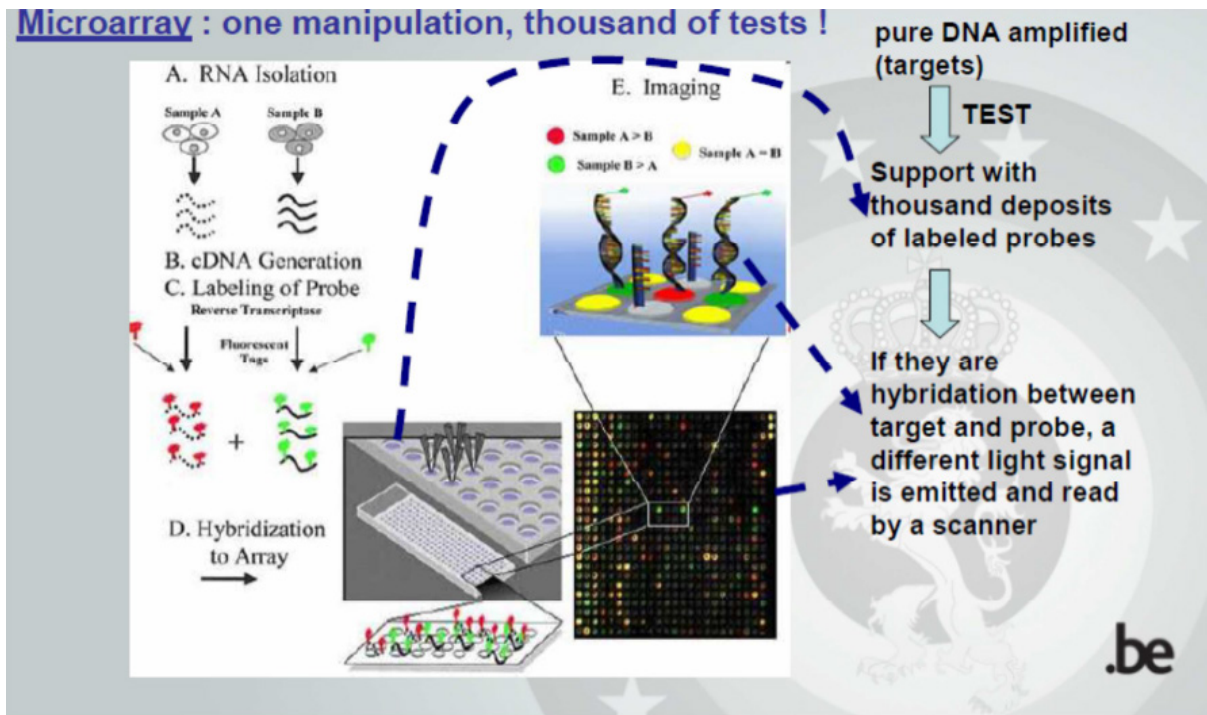 Microarray : one manipulation, thousand of tests !
A. RNA Isolation
Sample A
Sample B
B. cDNA Generation
C. Labeling of Probe
Reverse Transcriptase
Fluorescent
Tags
+
D. Hybridization
to Array
E. Imaging
Sample A > B
Sample B > A
Sample A = B
pure DNA amplified
(targets)
TEST
Support with
thousand deposits
of labeled probes
If they are
hybridation between
target and probe, a
different light signal
is emitted and read
by a scanner
.be